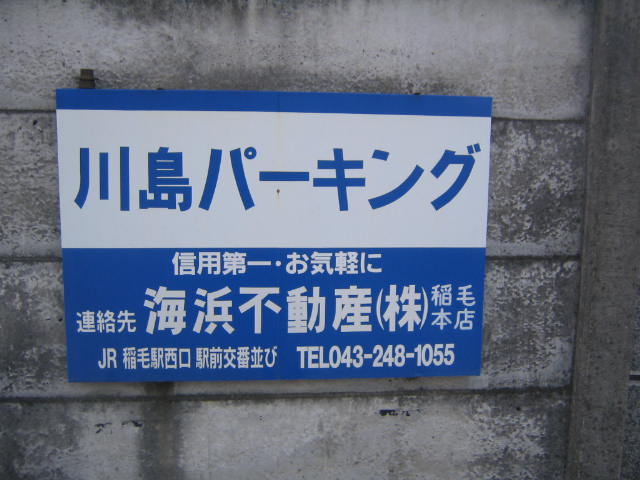 川島パーキング
信用第一・お気軽に
連絡先 海浜不動産(株)稲毛本店
JR 稲毛駅西口 駅前交番並び TEL043-248-1055